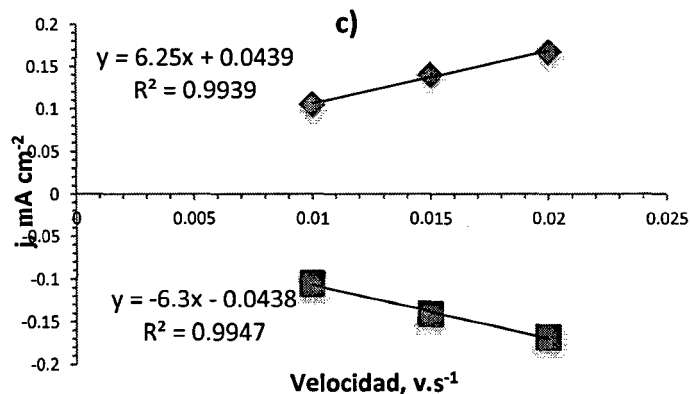 c)
y = 6.25x + 0.0439
R² = 0.9939
0.2
0.15
0.1
0.05
0
-0.05
-0.1
-0.15
-0.2
j, mA cm⁻²
0
0.005
0.01
0.015
0.02
0.025
y = -6.3x - 0.0438
R² = 0.9947
Velocidad, v.s⁻¹